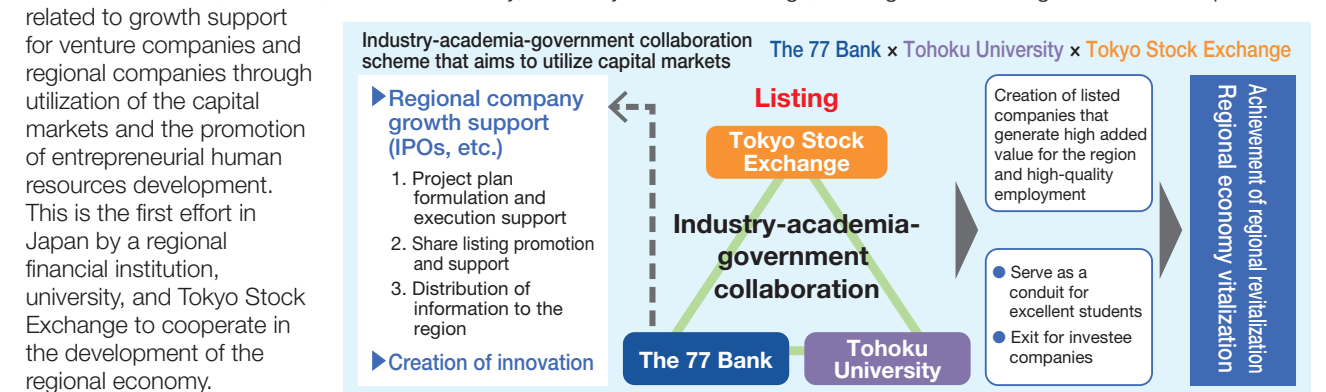 related to growth support
for venture companies and
regional companies through
utilization of the capital
markets and the promotion
of entrepreneurial human
resources development.
This is the first effort in
Japan by a regional
financial institution,
university, and Tokyo Stock
Exchange to cooperate in
the development of the
regional economy.
Industry-academia-government collaboration
scheme that aims to utilize capital markets
The 77 Bank x Tohoku University x Tokyo Stock Exchange
Regional company
growth support
(IPOs, etc.)
1. Project plan
formulation and
execution support
2. Share listing promotion
and support
3. Distribution of
information to the
region
Creation of innovation
Listing
Tokyo Stock
Exchange
Industry-academia-
government
collaboration
The 77 Bank
Tohoku
University
Creation of listed
companies that
generate high added
value for the region
and high-quality
employment
● Serve as a
conduit for
excellent students
● Exit for investee
companies
Achievement of regional revitalization
Regional economy vitalization